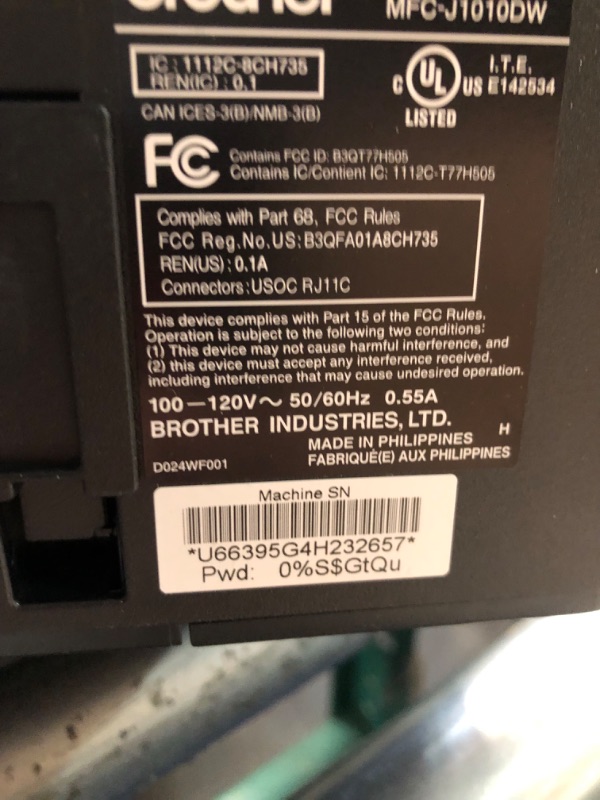 brother
MFC-J1010DW
IC : 1112C-8CH735
REN(IC) : 0.1
CAN ICES-3(B)/NMB-3(B)
C UL US
LISTED
I.T.E.
E142534
FC
Contains FCC ID: B3QT77H505
Contains IC/Contient IC: 1112C-T77H505
Complies with Part 68, FCC Rules
FCC Reg.No.US: B3QFA01A8CH735
REN(US) : 0.1A
Connectors : USOC RJ11C
This device complies with Part 15 of the FCC Rules.
Operation is subject to the following two conditions:
(1) This device may not cause harmful interference, and
(2) this device must accept any interference received,
including interference that may cause undesired operation.
100—120V～ 50/60Hz 0.55A
BROTHER INDUSTRIES, LTD.
H
MADE IN PHILIPPINES
FABRIQUÉ(E) AUX PHILIPPINES
D024WF001
Machine SN
*U66395G4H232657*
Pwd: 0%S$GtQu